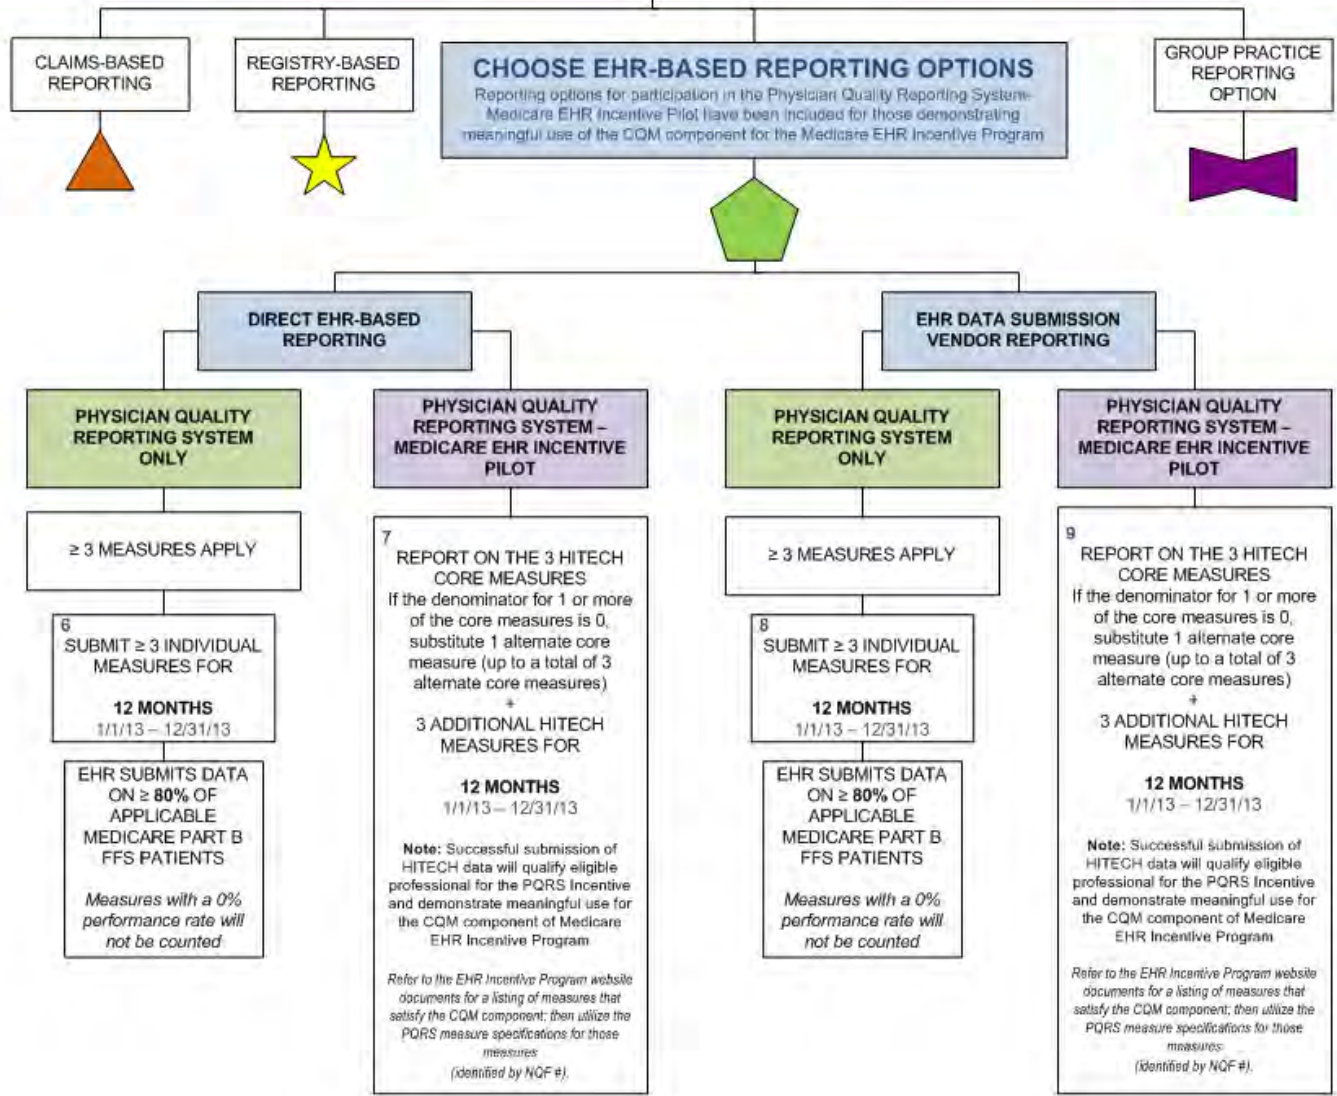 CLAIMS-BASED
REPORTING
REGISTRY-BASED
REPORTING
CHOOSE EHR-BASED REPORTING OPTIONS
Reporting options for participation in the Physician Quality Reporting System-
Medicare EHR Incentive Pilot have been included for those demonstrating
meaningful use of the CQM component for the Medicare EHR Incentive Program
GROUP PRACTICE
REPORTING
OPTION
DIRECT EHR-BASED
REPORTING
EHR DATA SUBMISSION
VENDOR REPORTING
PHYSICIAN QUALITY
REPORTING SYSTEM
ONLY
PHYSICIAN QUALITY
REPORTING SYSTEM –
MEDICARE EHR INCENTIVE
PILOT
PHYSICIAN QUALITY
REPORTING SYSTEM
ONLY
PHYSICIAN QUALITY
REPORTING SYSTEM –
MEDICARE EHR INCENTIVE
PILOT
≥ 3 MEASURES APPLY
6
SUBMIT ≥ 3 INDIVIDUAL
MEASURES FOR
12 MONTHS
1/1/13 – 12/31/13
EHR SUBMITS DATA
ON ≥ 80% OF
APPLICABLE
MEDICARE PART B
FFS PATIENTS
Measures with a 0%
performance rate will
not be counted
7
REPORT ON THE 3 HITECH
CORE MEASURES
If the denominator for 1 or more
of the core measures is 0,
substitute 1 alternate core
measure (up to a total of 3
alternate core measures)
+
3 ADDITIONAL HITECH
MEASURES FOR
12 MONTHS
1/1/13 – 12/31/13
Note: Successful submission of
HITECH data will qualify eligible
professional for the PQRS Incentive
and demonstrate meaningful use for
the CQM component of Medicare
EHR Incentive Program
Refer to the EHR Incentive Program website
documents for a listing of measures that
satisfy the CQM component; then utilize the
PQRS measure specifications for those
measures
(identified by NQF #).
≥ 3 MEASURES APPLY
8
SUBMIT ≥ 3 INDIVIDUAL
MEASURES FOR
12 MONTHS
1/1/13 – 12/31/13
EHR SUBMITS DATA
ON ≥ 80% OF
APPLICABLE
MEDICARE PART B
FFS PATIENTS
Measures with a 0%
performance rate will
not be counted
9
REPORT ON THE 3 HITECH
CORE MEASURES
If the denominator for 1 or more
of the core measures is 0,
substitute 1 alternate core
measure (up to a total of 3
alternate core measures)
+
3 ADDITIONAL HITECH
MEASURES FOR
12 MONTHS
1/1/13 – 12/31/13
Note: Successful submission of
HITECH data will qualify eligible
professional for the PQRS Incentive
and demonstrate meaningful use for
the CQM component of Medicare
EHR Incentive Program
Refer to the EHR Incentive Program website
documents for a listing of measures that
satisfy the CQM component; then utilize the
PQRS measure specifications for those
measures
(identified by NQF #).